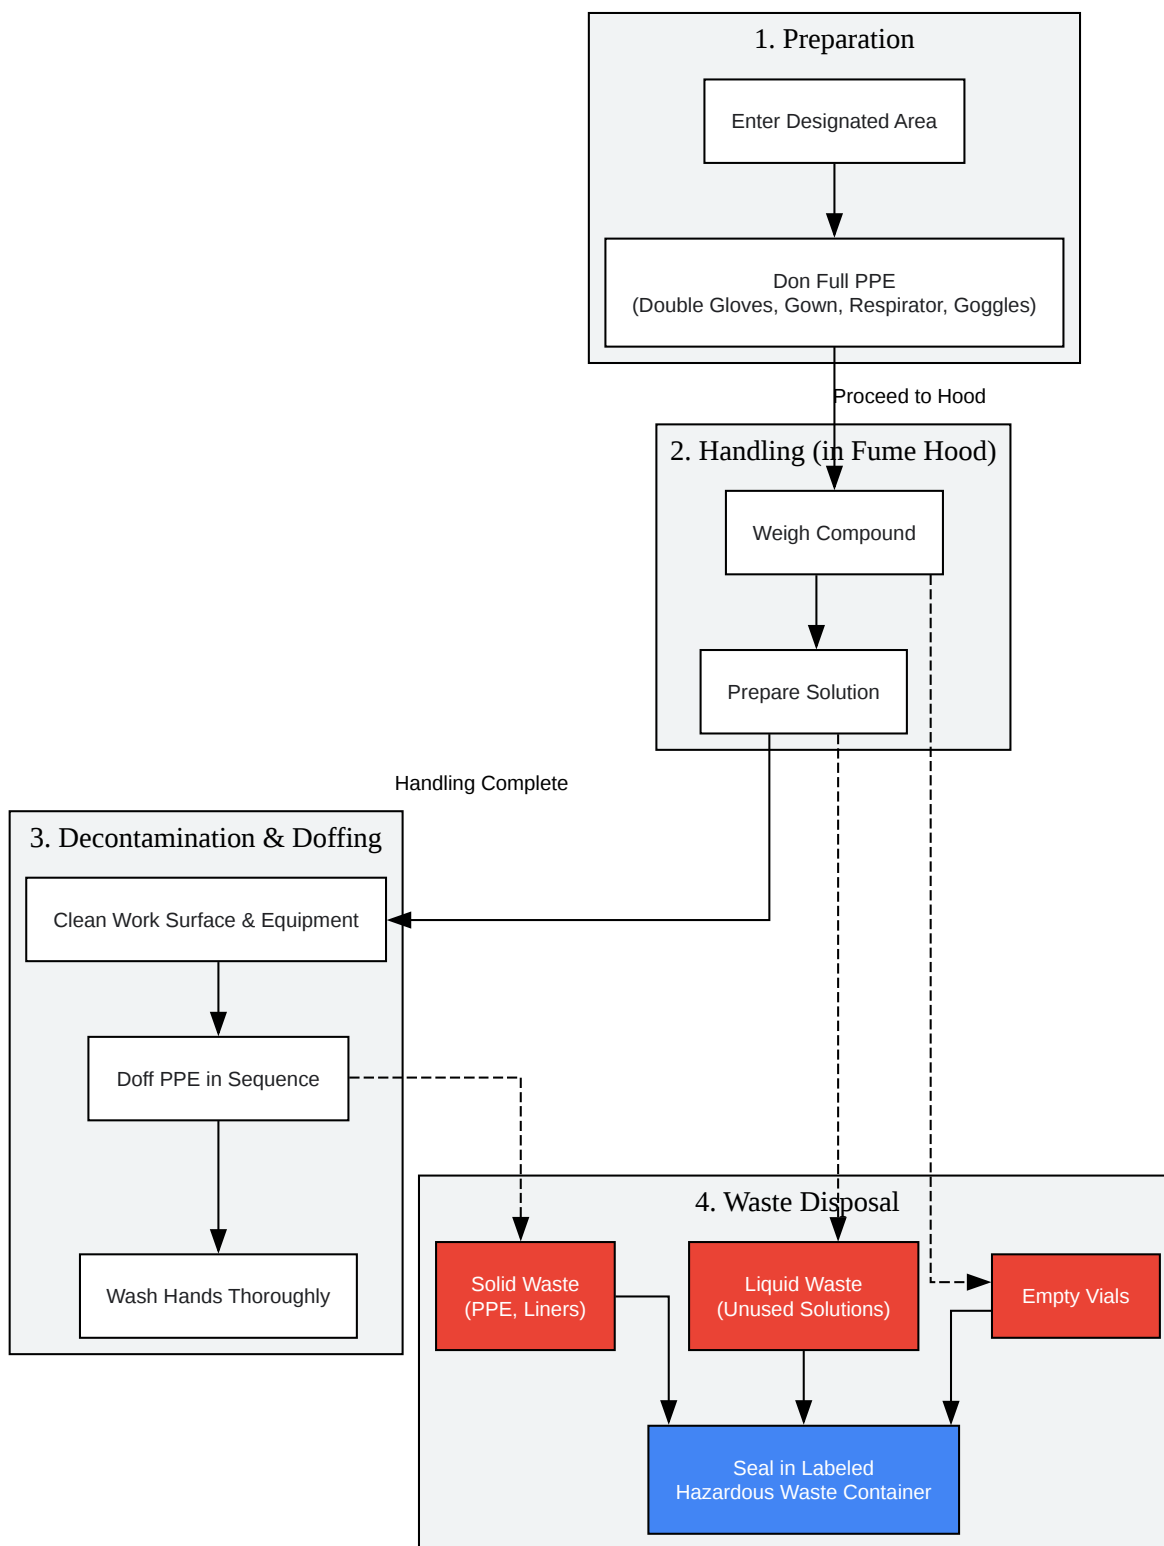 1. Preparation
Enter Designated Area
Don Full PPE
(Double Gloves, Gown, Respirator, Goggles)
Proceed to Hood
2. Handling (in Fume Hood)
Weigh Compound
Prepare Solution
Handling Complete
3. Decontamination & Doffing
Clean Work Surface & Equipment
Doff PPE in Sequence
Wash Hands Thoroughly
4. Waste Disposal
Solid Waste
(PPE, Liners)
Liquid Waste
(Unused Solutions)
Empty Vials
Seal in Labeled
Hazardous Waste Container